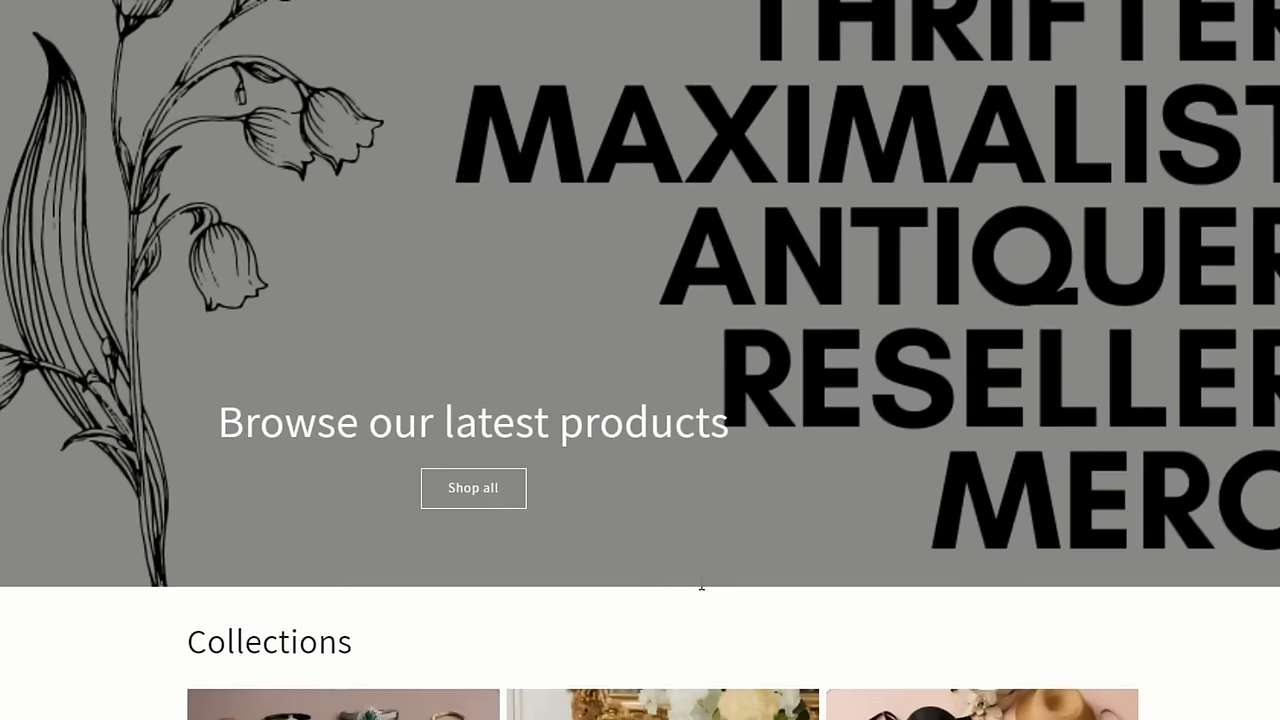 THRIFTER
MAXIMALIST
ANTIQUER
RESELLER
MERC
Browse our latest products
Shop all
Collections